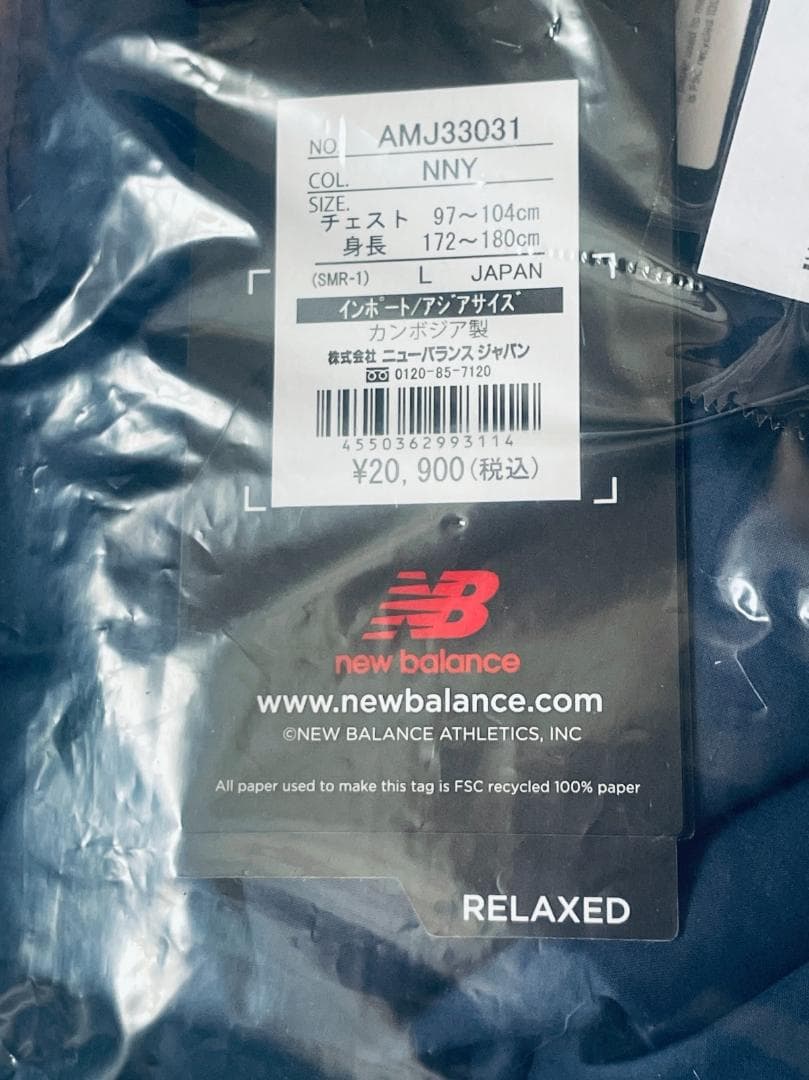 NO. AMJ33031
COL. NNY
SIZE.
チェスト 97～104cm
身長 172～180cm
(SMR-1) L JAPAN
インポート/アジアサイズ
カンボジア製
株式会社 ニューバランス ジャパン
0120-85-7120
4550362993114
¥20,900(税込)
NB
new balance
www.newbalance.com
©NEW BALANCE ATHLETICS, INC
All paper used to make this tag is FSC recycled 100% paper
RELAXED